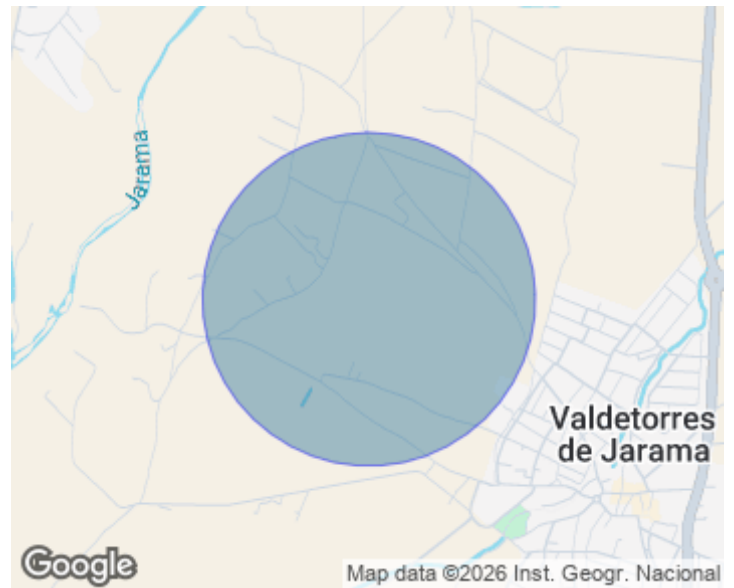 Jarama
Valdetorres
de Jarama
Google
Map data ©2026 Inst. Geogr. Nacional